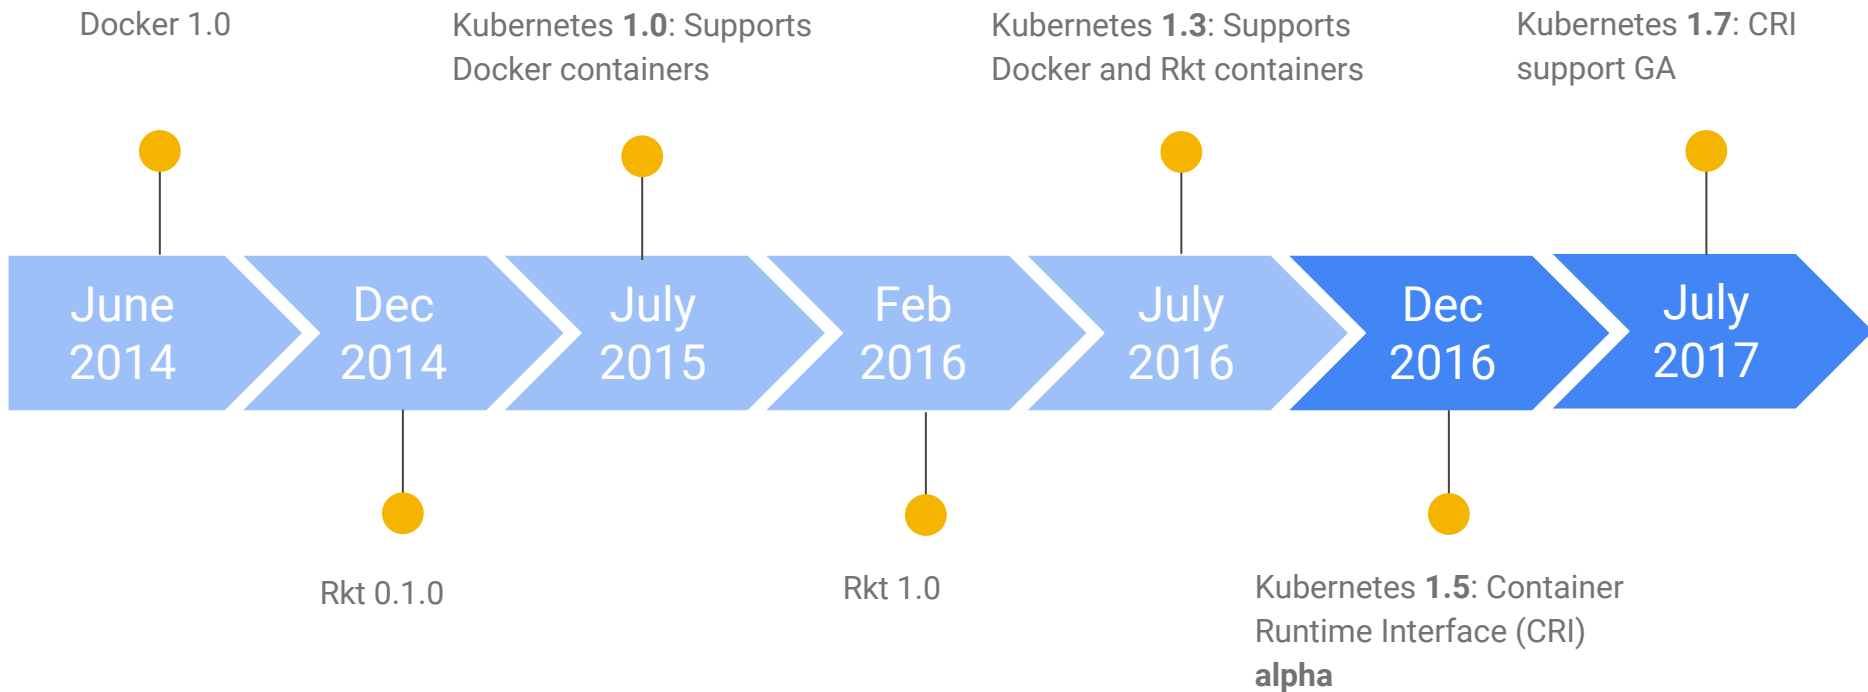 Docker 1.0
Kubernetes 1.0: Supports
Docker containers
Kubernetes 1.3: Supports
Docker and Rkt containers
Kubernetes 1.7: CRI
support GA
June
2014
Dec
2014
July
2015
Feb
2016
July
2016
Dec
2016
July
2017
Rkt 0.1.0
Rkt 1.0
Kubernetes 1.5: Container
Runtime Interface (CRI)
alpha